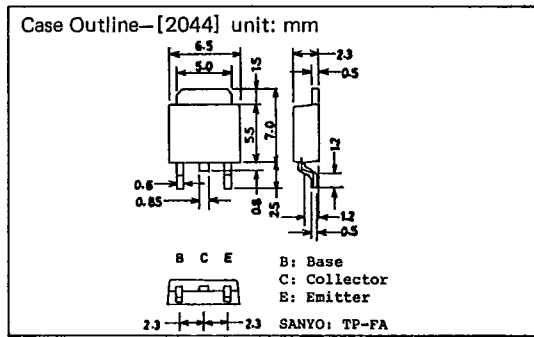 Case Outline—[2044] unit: mm
6.5
5.0
1.5
5.5
7.0
0.6
0.85
0.8
2.5
2.3
0.5
1.2
1.2
0.5
B C E
2.3 2.3
B: Base
C: Collector
E: Emitter
SANYO: TP-FA